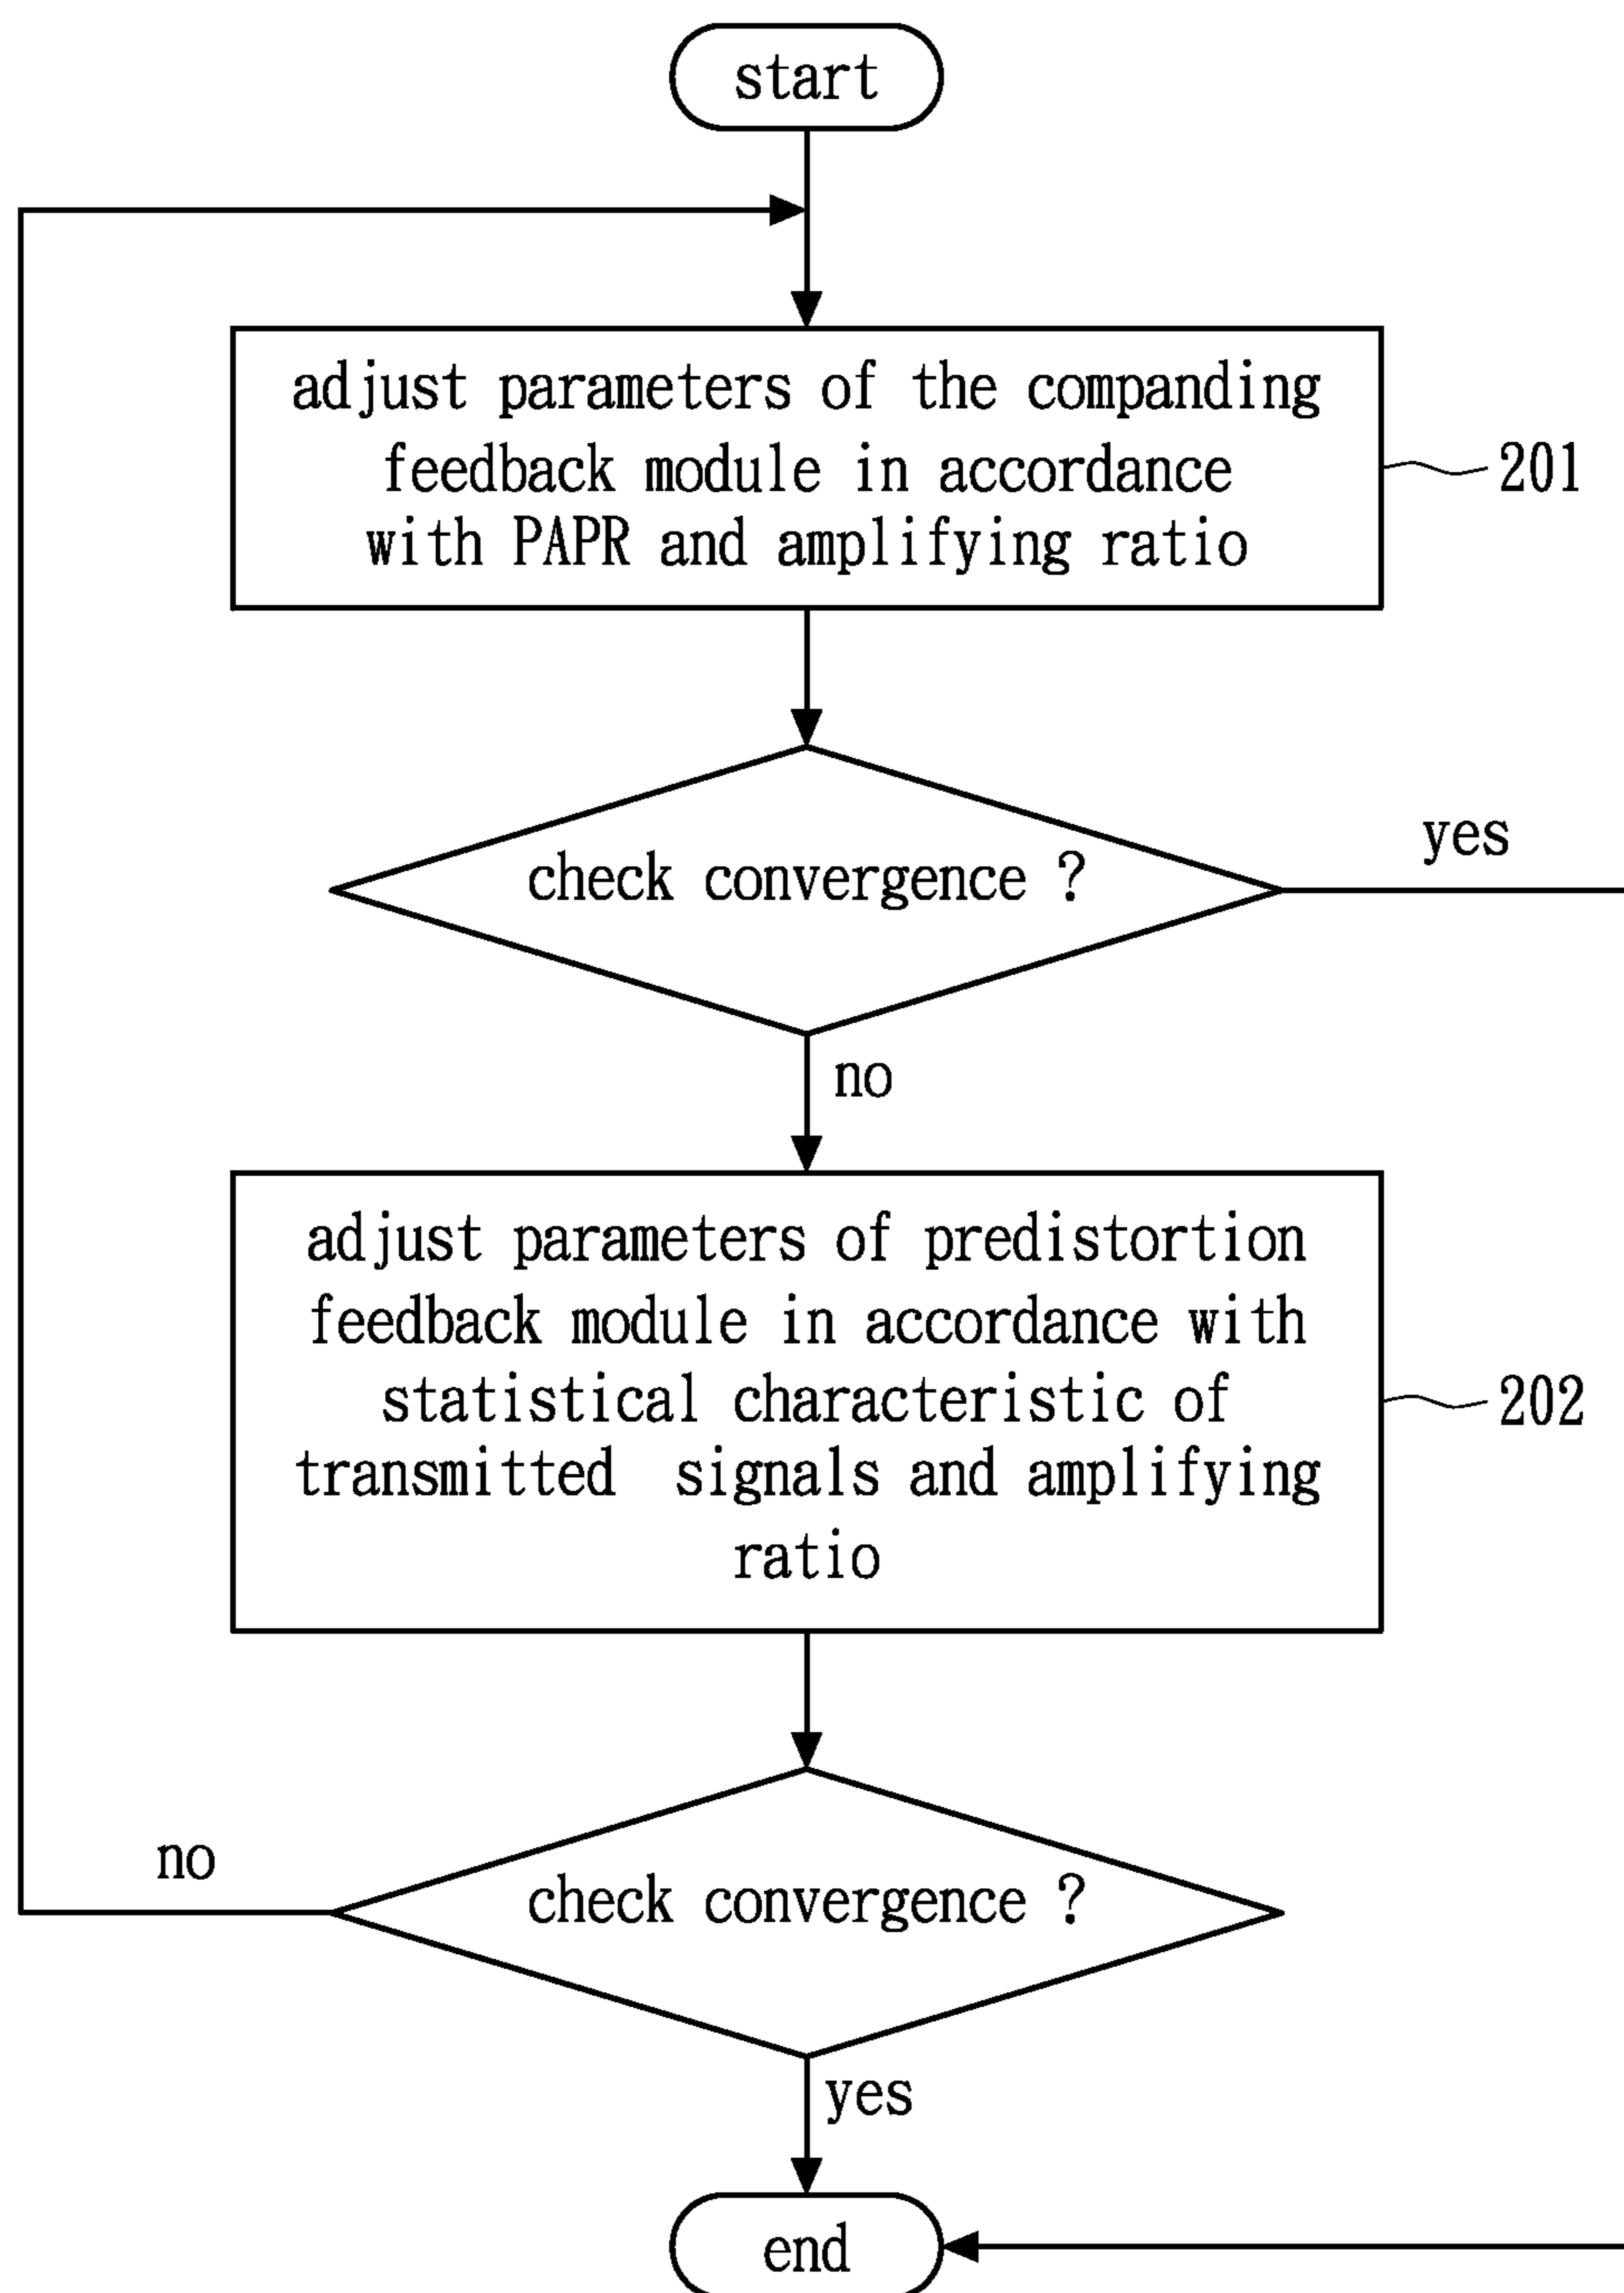 start
adjust parameters of the companding
feedback module in accordance
with PAPR and amplifying ratio
201
check convergence ?
yes
no
adjust parameters of predistortion
feedback module in accordance with
statistical characteristic of
transmitted signals and amplifying
ratio
202
no
check convergence ?
yes
end